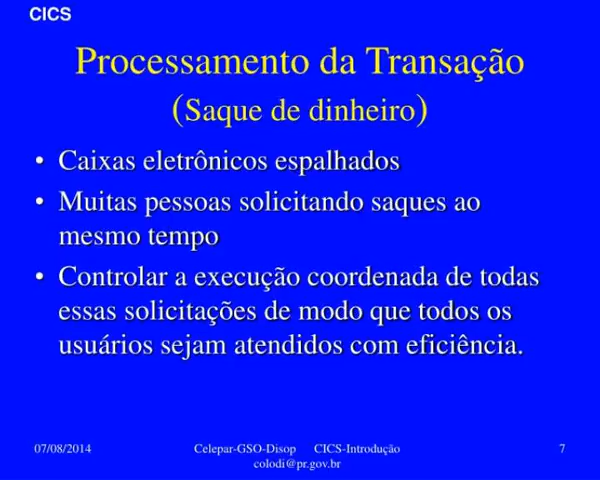 CICS
Processamento da Transação
(Saque de dinheiro)
• Caixas eletrônicos espalhados
• Muitas pessoas solicitando saques ao
mesmo tempo
• Controlar a execução coordenada de todas
essas solicitações de modo que todos os
usuários sejam atendidos com eficiência.
07/08/2014 Celepar-GSO-Disop CICS-Introdução 7
colodi@pr.gov.br